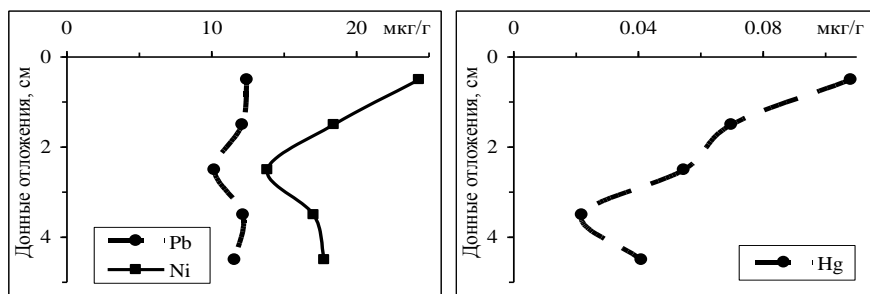 0 10 20 мкг/г
0
2
4
Донные отложения, см
Pb
Ni
0 0.04 0.08 мкг/г
0
2
4
Донные отложения, см
Hg